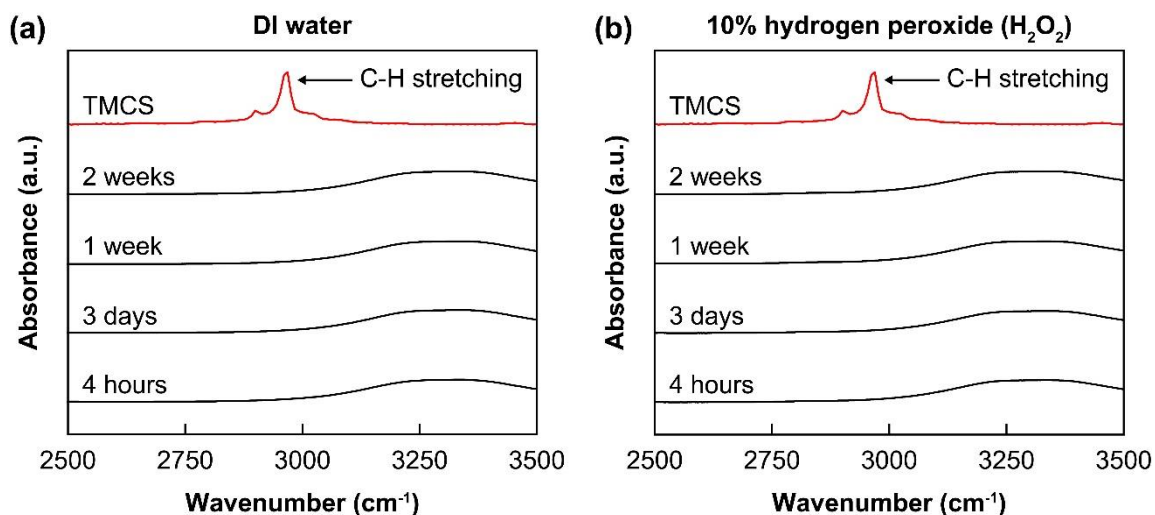 (a)
DI water
C-H stretching
TMCS
2 weeks
1 week
3 days
4 hours
Absorbance (a.u.)
2500
2750
3000
3250
3500
Wavenumber (cm⁻¹)
(b)
10% hydrogen peroxide (H₂O₂)
C-H stretching
TMCS
2 weeks
1 week
3 days
4 hours
Absorbance (a.u.)
2500
2750
3000
3250
3500
Wavenumber (cm⁻¹)